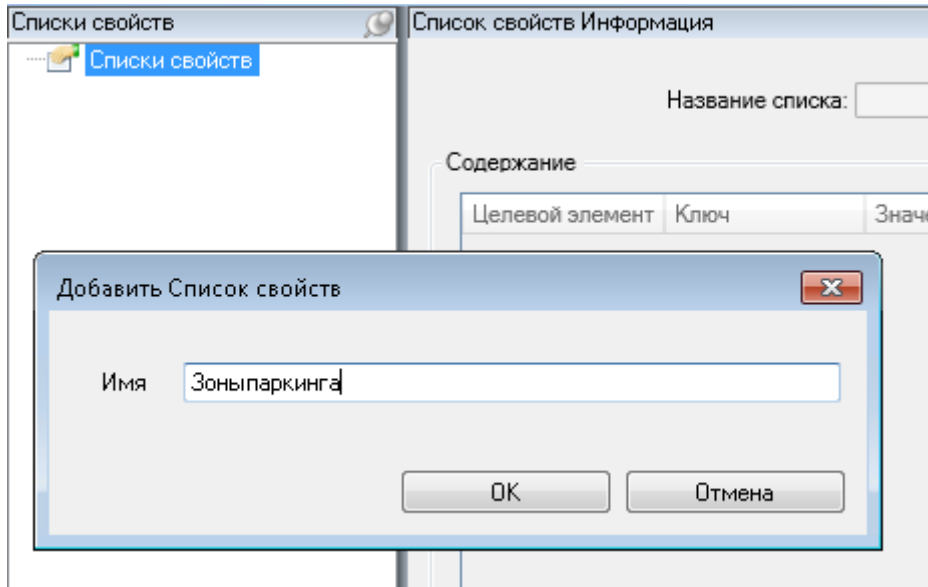 Списки свойств
Список свойств Информация
Списки свойств
Название списка:
Содержание
Целевой элемент
Ключ
Добавить Список свойств
Имя
Зоныпаркинга
OK
Отмена